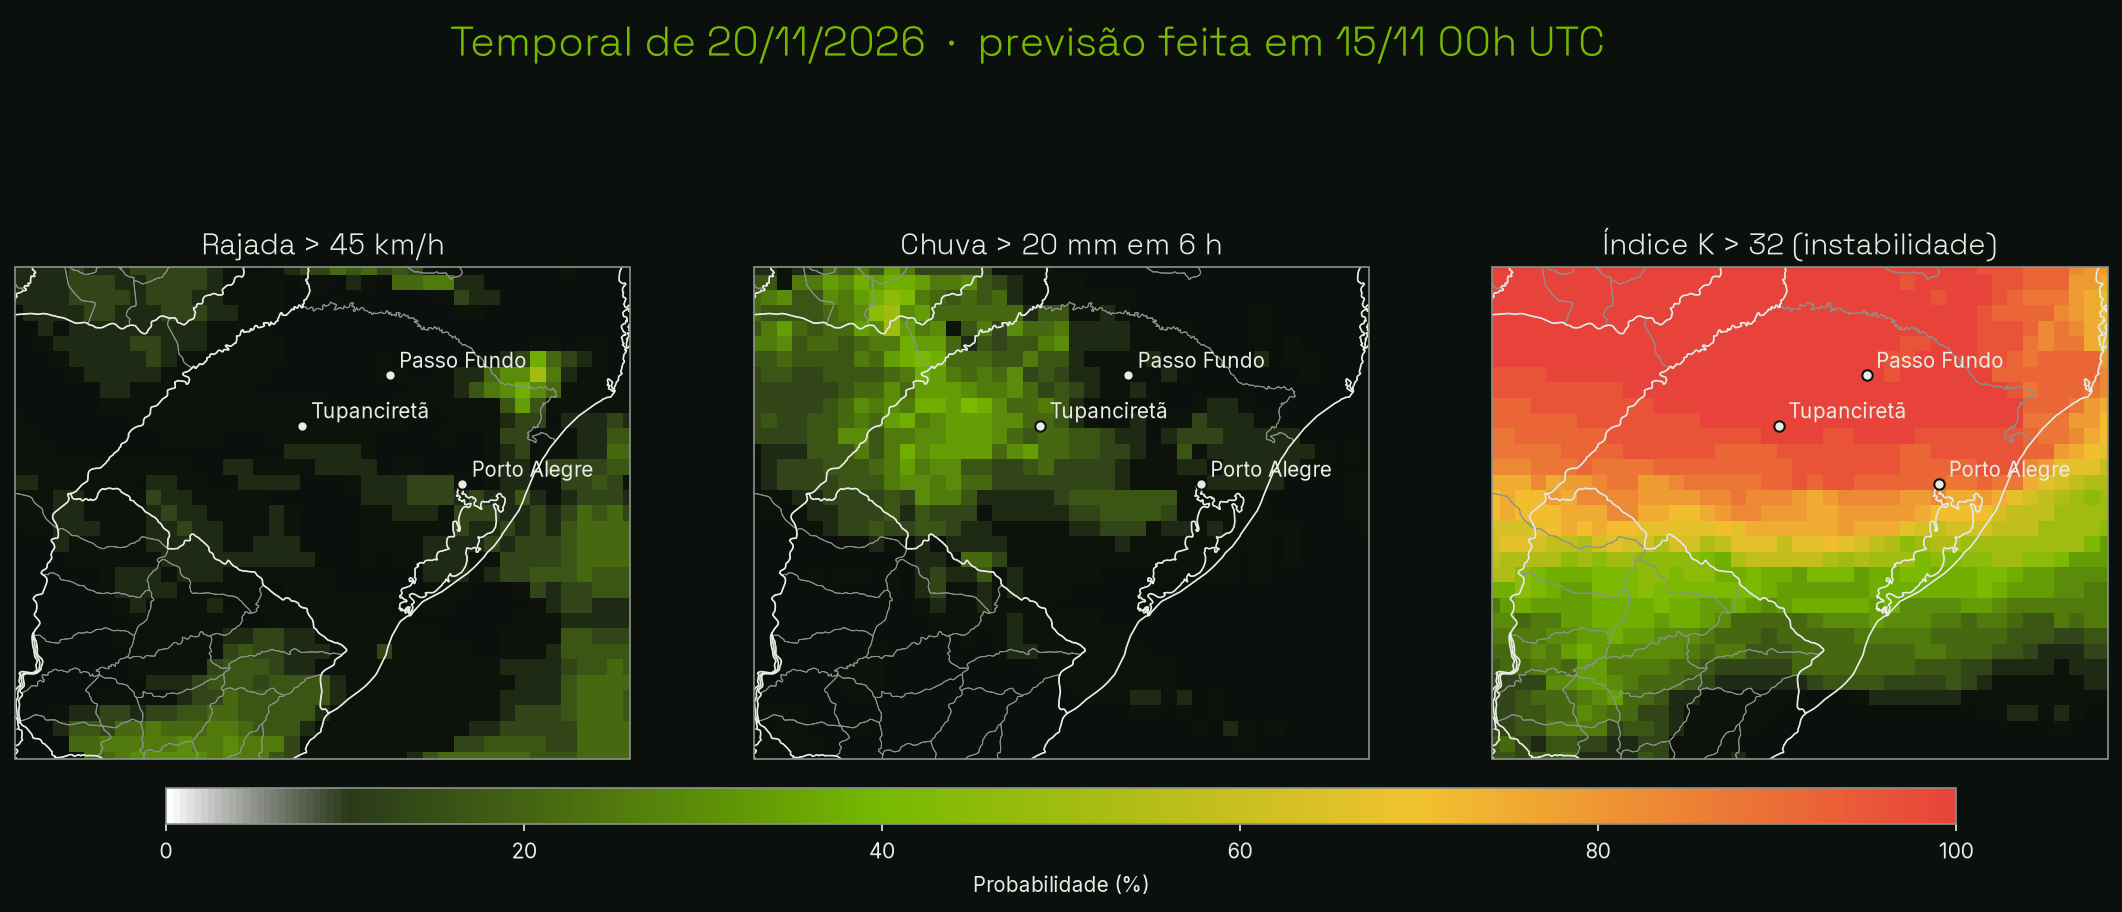 Temporal de 20/11/2026 · previsão feita em 15/11 00h UTC
Rajada > 45 km/h
Chuva > 20 mm em 6 h
Índice K > 32 (instabilidade)
Passo Fundo
Tupanciretã
Porto Alegre
Passo Fundo
Tupanciretã
Porto Alegre
Passo Fundo
Tupanciretã
Porto Alegre
0 20 40 60 80 100
Probabilidade (%)